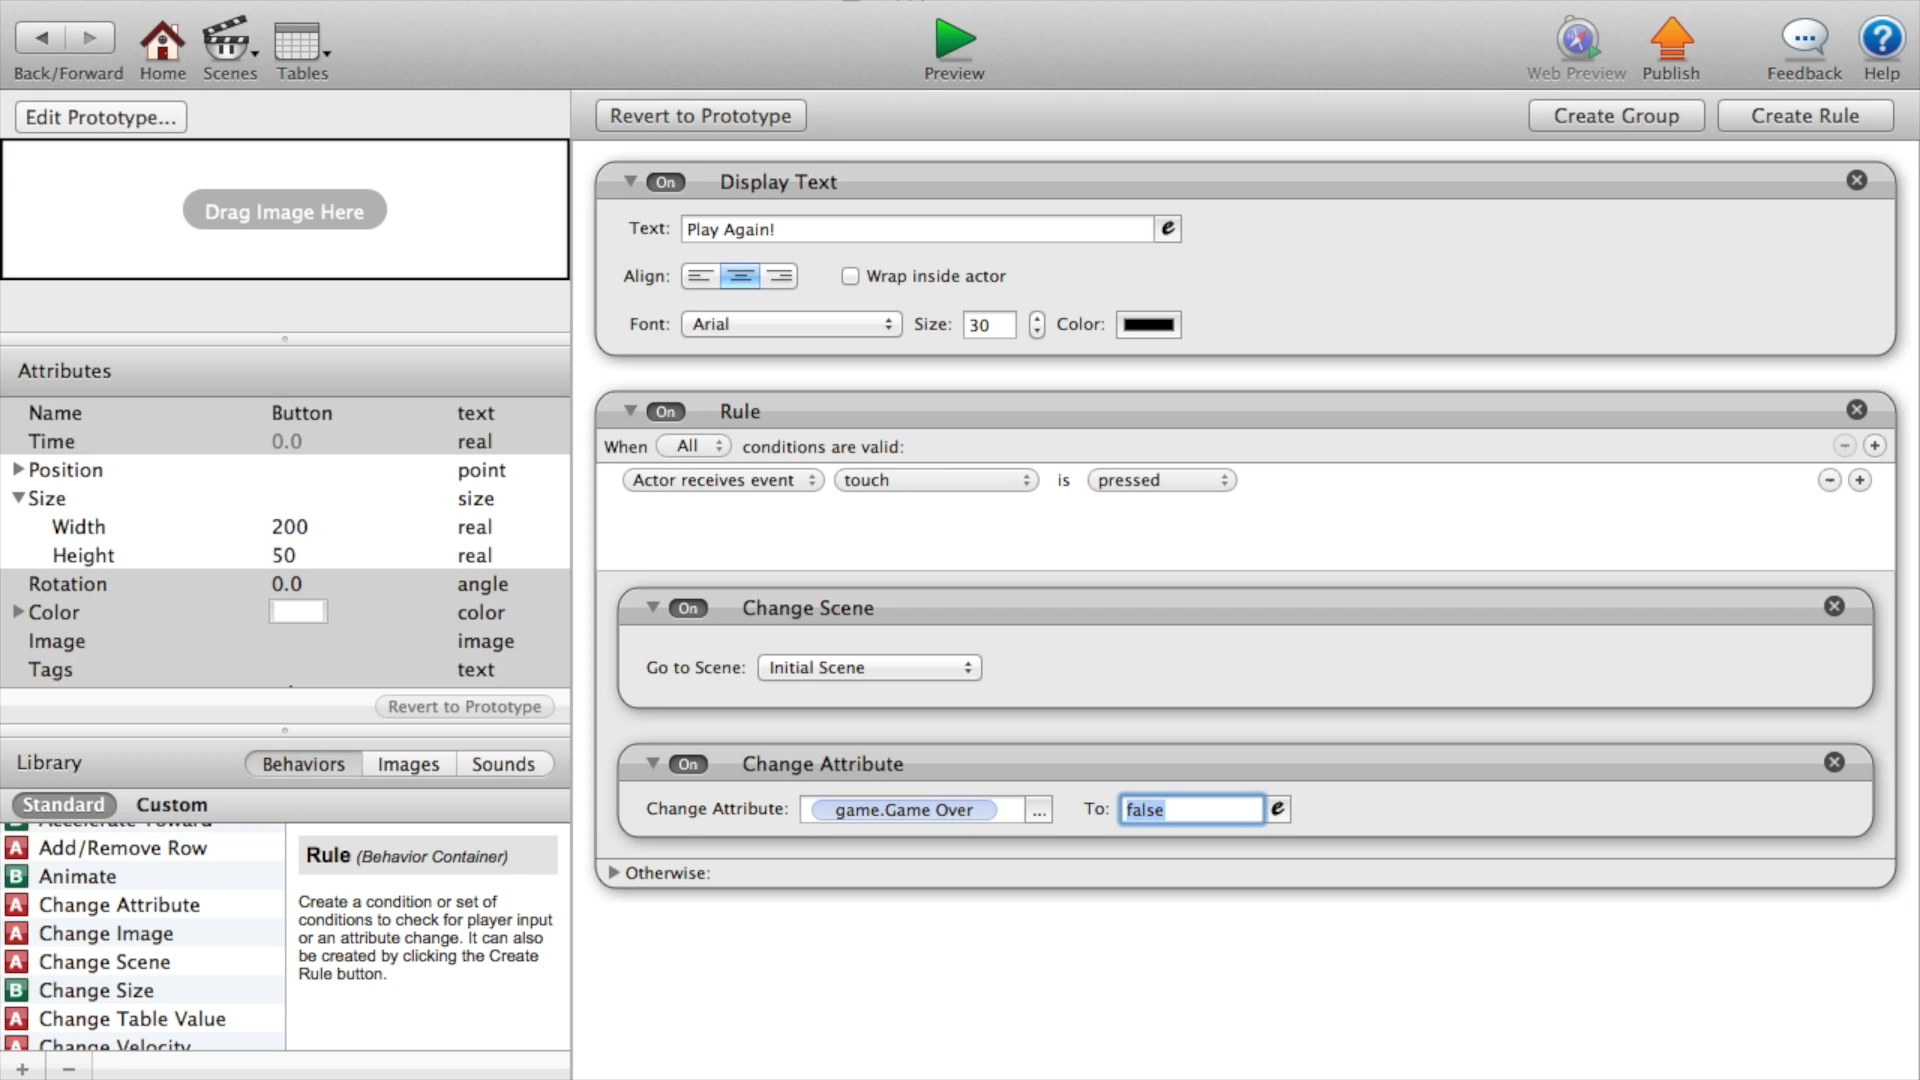 Back/Forward Home Scenes Tables Preview Web Preview Publish Feedback Help
Edit Prototype... Revert to Prototype Create Group Create Rule
Drag Image Here
On Display Text
Text: Play Again! e
Align: Wrap inside actor
Font: Arial Size: 30 Color:
Attributes
Name Button text
Time 0.0 real
Position point
Size size
Width 200 real
Height 50 real
Rotation 0.0 angle
Color color
Image image
Tags text
Revert to Prototype
On Rule
When All conditions are valid:
Actor receives event touch is pressed
On Change Scene
Go to Scene: Initial Scene
On Change Attribute
Change Attribute: game.Game Over ... To: false e
Otherwise:
Library Behaviors Images Sounds
Standard Custom
Accelerate Toward
A Add/Remove Row
B Animate
A Change Attribute
A Change Image
A Change Scene
B Change Size
A Change Table Value
A Change Velocity
Rule (Behavior Container)
Create a condition or set of
conditions to check for player input
or an attribute change. It can also
be created by clicking the Create
Rule button.